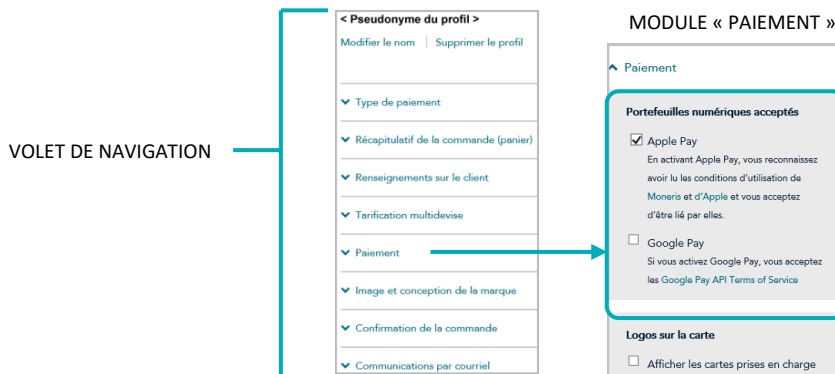 < Pseudonyme du profil >
Modifier le nom | Supprimer le profil
Type de paiement
Récapitulatif de la commande (panier)
Renseignements sur le client
Tarification multidevise
Paiement
Image et conception de la marque
Confirmation de la commande
Communications par courriel
VOLET DE NAVIGATION
MODULE « PAIEMENT »
Paiement
Portefeuilles numériques acceptés
Apple Pay
En activant Apple Pay, vous reconnaissez
avoir lu les conditions d'utilisation de
Moneris et d'Apple et vous acceptez
d'être lié par elles.
Google Pay
Si vous activez Google Pay, vous acceptez
les Google Pay API Terms of Service
Logos sur la carte
Afficher les cartes prises en charge